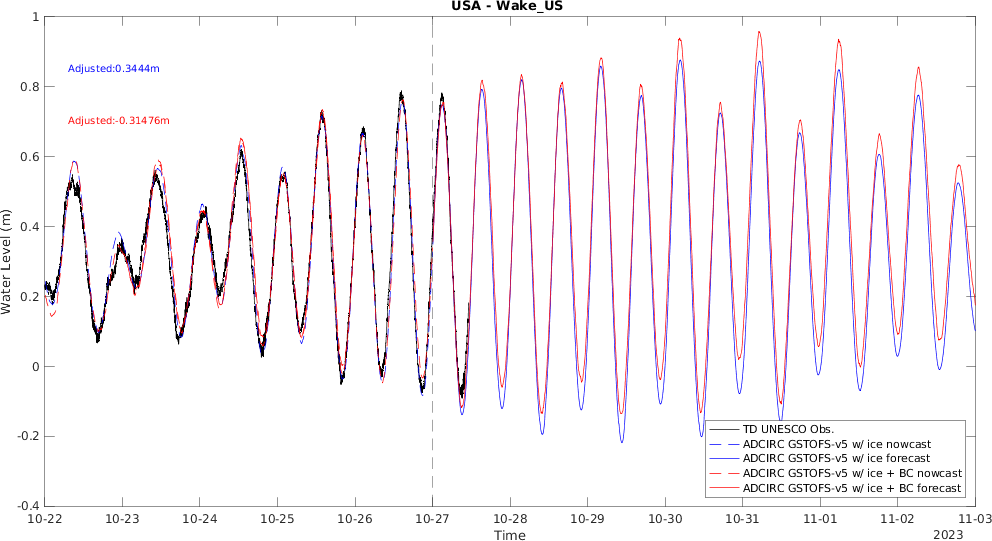 USA - Wake_US
1
0.8
0.6
0.4
0.2
0
-0.2
-0.4
Water Level (m)
Adjusted:0.3444m
Adjusted:-0.31476m
TD UNESCO Obs.
ADCIRC GSTOFS-v5 w/ ice nowcast
ADCIRC GSTOFS-v5 w/ ice forecast
ADCIRC GSTOFS-v5 w/ ice + BC nowcast
ADCIRC GSTOFS-v5 w/ ice + BC forecast
10-22 10-23 10-24 10-25 10-26 10-27 10-28 10-29 10-30 10-31 11-01 11-02 11-03
Time
2023